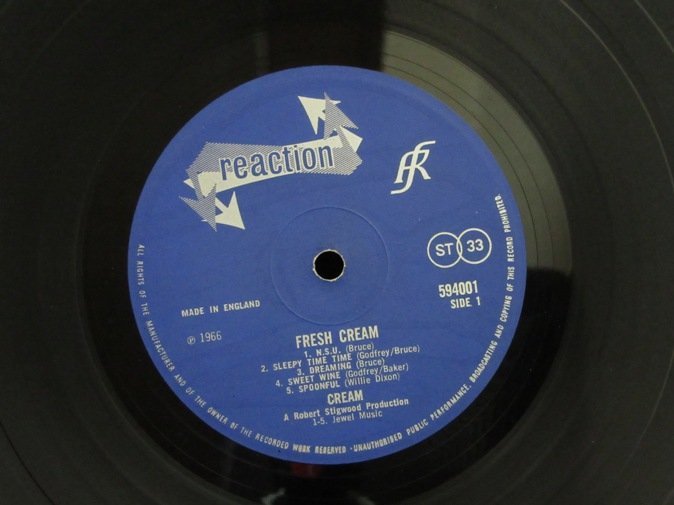 reaction
R
ST 33
594001
SIDE 1
MADE IN ENGLAND
℗ 1966
FRESH CREAM
1. N.S.U. (Bruce)
2. SLEEPY TIME TIME (Godfrey/Bruce)
3. DREAMING (Bruce)
4. SWEET WINE (Godfrey/Baker)
5. SPOONFUL (Willie Dixon)
CREAM
A Robert Stigwood Production
1-5. Jewel Music
ALL RIGHTS OF THE MANUFACTURER AND OF THE OWNER OF THE RECORDED WORK RESERVED · UNAUTHORISED PUBLIC PERFORMANCE, BROADCASTING AND COPYING OF THIS RECORD PROHIBITED.